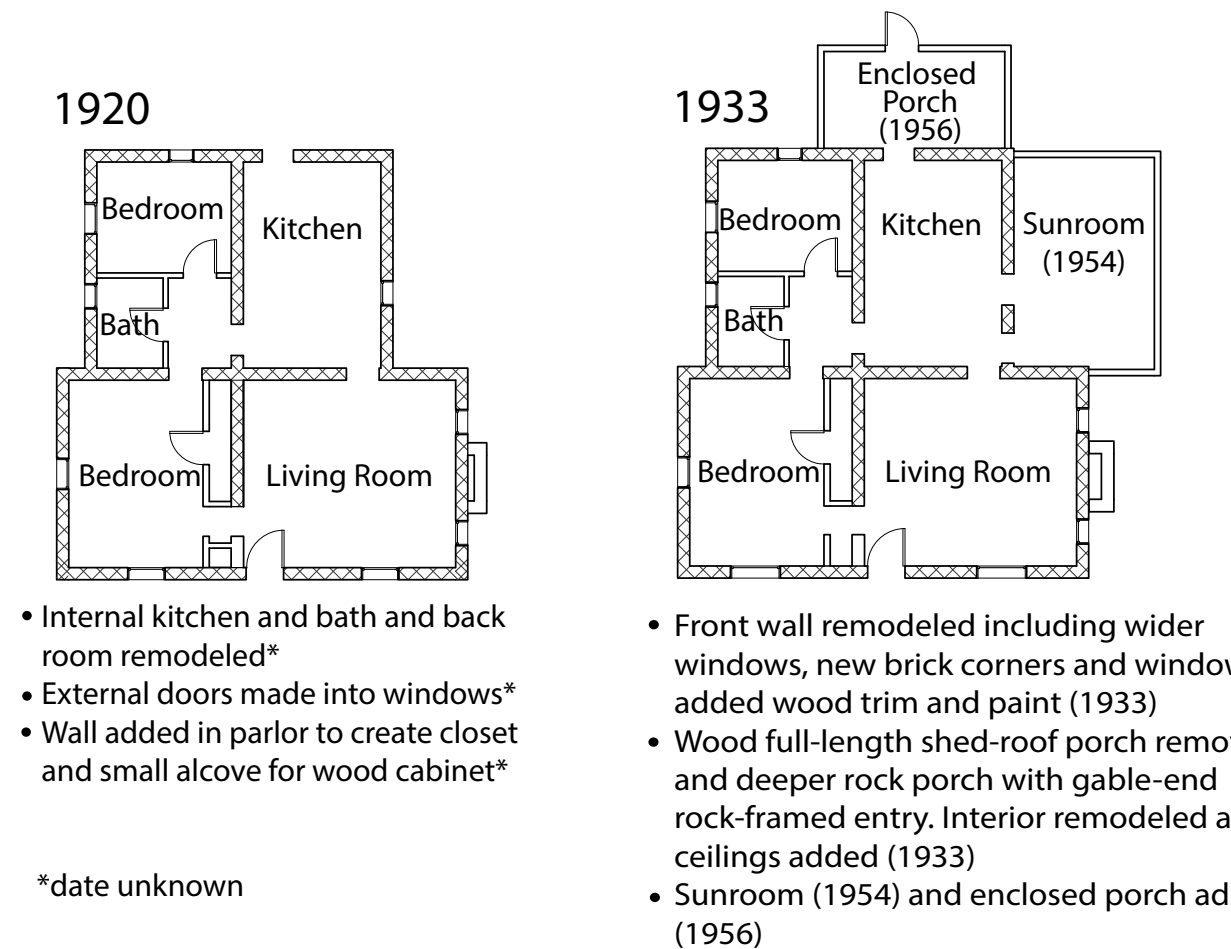 1920
Bedroom
Kitchen
Bath
Bedroom
Living Room
• Internal kitchen and bath and back
room remodeled*
• External doors made into windows*
• Wall added in parlor to create closet
and small alcove for wood cabinet*
*date unknown
1933
Enclosed
Porch
(1956)
Bedroom
Kitchen
Sunroom
(1954)
Bath
Bedroom
Living Room
• Front wall remodeled including wider
windows, new brick corners and
added wood trim and paint (1933)
• Wood full-length shed-roof porch
and deeper rock porch with gable-end
rock-framed entry. Interior remodeled
ceilings added (1933)
• Sunroom (1954) and enclosed porch
(1956)